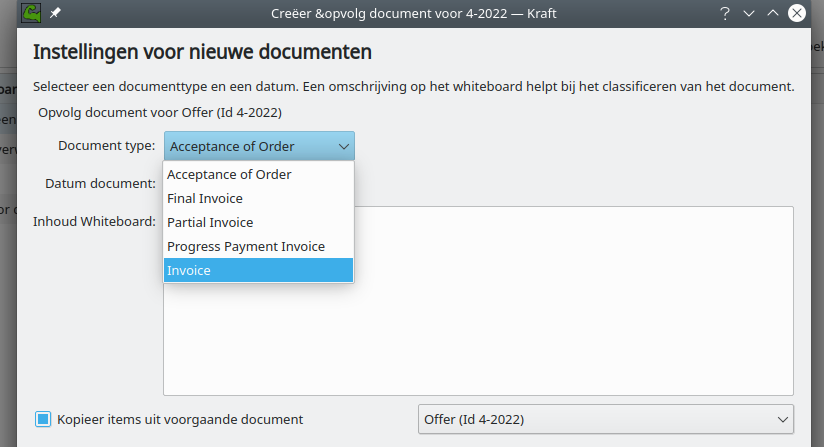 Creëer &opvolg document voor 4-2022 — Kraft
Instellingen voor nieuwe documenten
Selecteer een documenttype en een datum. Een omschrijving op het whiteboard helpt bij het classificeren van het document.
Opvolg document voor Offer (Id 4-2022)
Document type: Acceptance of Order
Acceptance of Order
Datum document:
Final Invoice
Inhoud Whiteboard:
Partial Invoice
Progress Payment Invoice
Invoice
Kopieer items uit voorgaande document Offer (Id 4-2022)